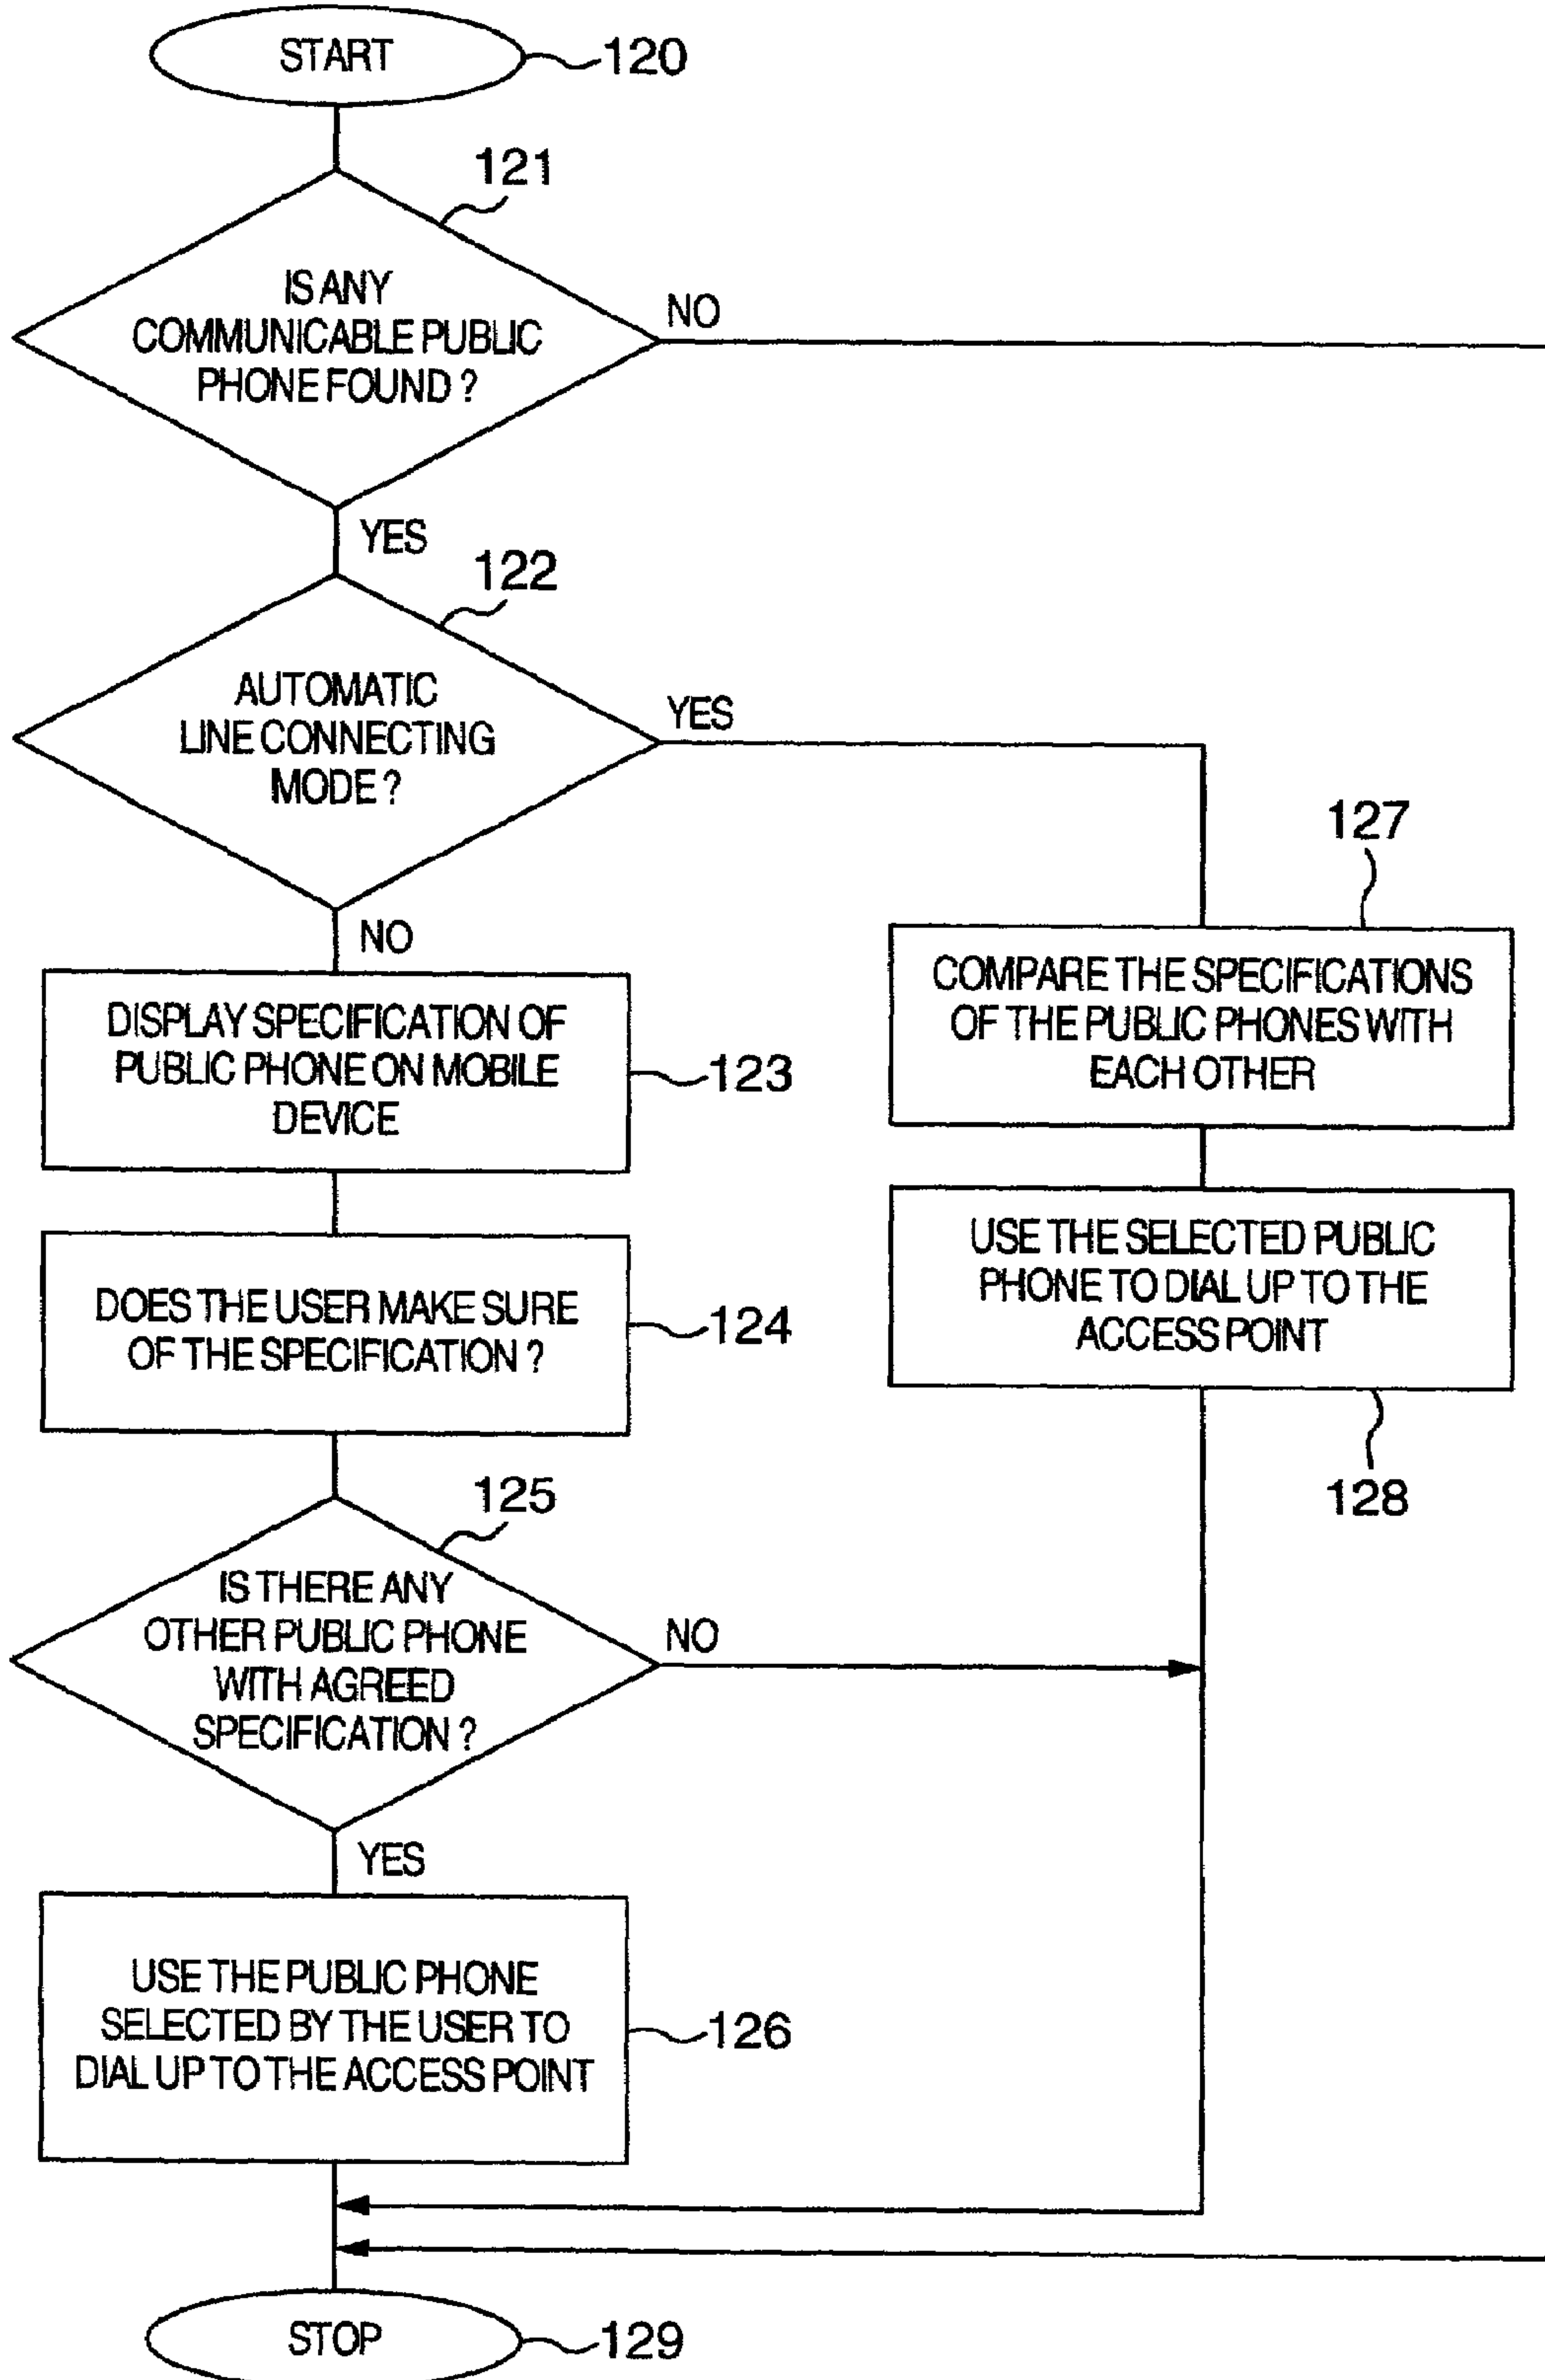 START
120
121
IS ANY
COMMUNICABLE PUBLIC
PHONE FOUND ?
NO
YES
122
AUTOMATIC
LINE CONNECTING
MODE ?
YES
NO
127
COMPARE THE SPECIFICATIONS
OF THE PUBLIC PHONES WITH
EACH OTHER
DISPLAY SPECIFICATION OF
PUBLIC PHONE ON MOBILE
DEVICE
123
USE THE SELECTED PUBLIC
PHONE TO DIAL UP TO THE
ACCESS POINT
128
DOES THE USER MAKE SURE
OF THE SPECIFICATION ?
124
125
IS THERE ANY
OTHER PUBLIC PHONE
WITH AGREED
SPECIFICATION ?
NO
YES
USE THE PUBLIC PHONE
SELECTED BY THE USER TO
DIAL UP TO THE ACCESS POINT
126
STOP
129